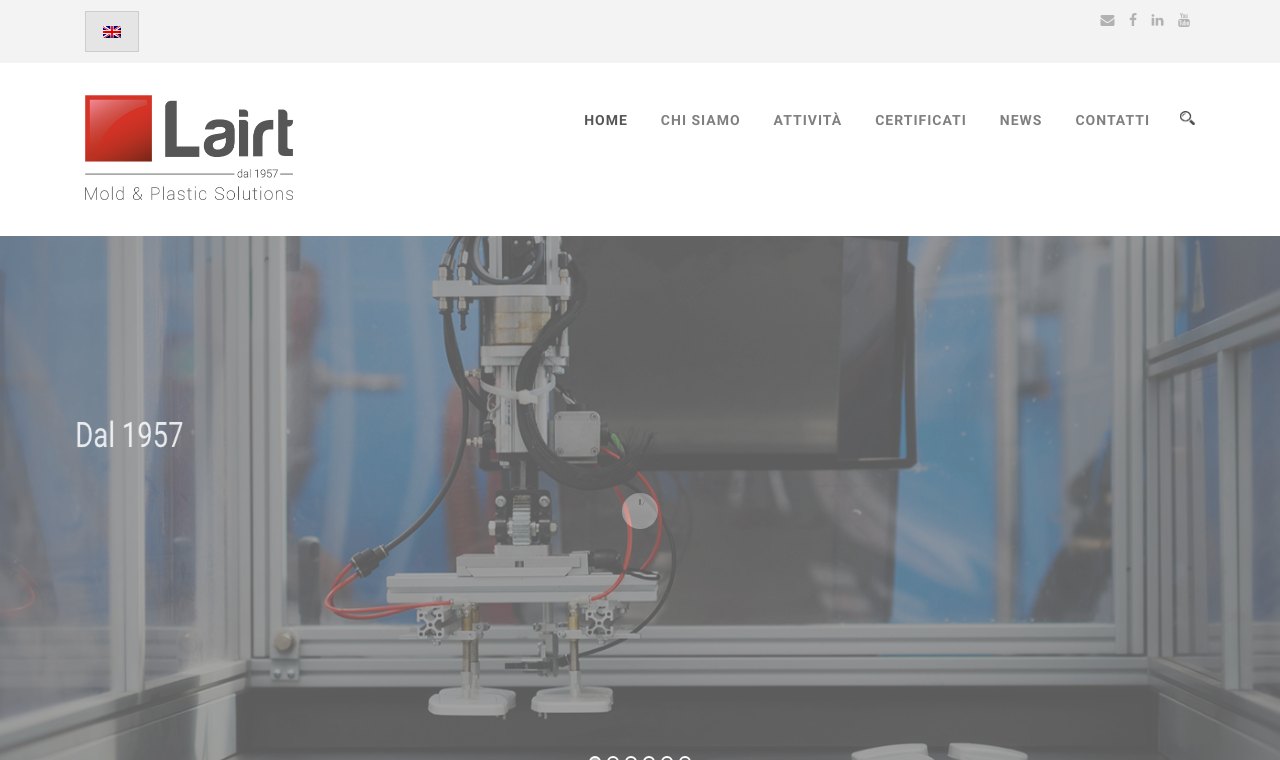 HOME CHI SIAMO ATTIVITÀ CERTIFICATI NEWS CONTATTI
Lairt
dal 1957
Mold & Plastic Solutions
Dal 1957